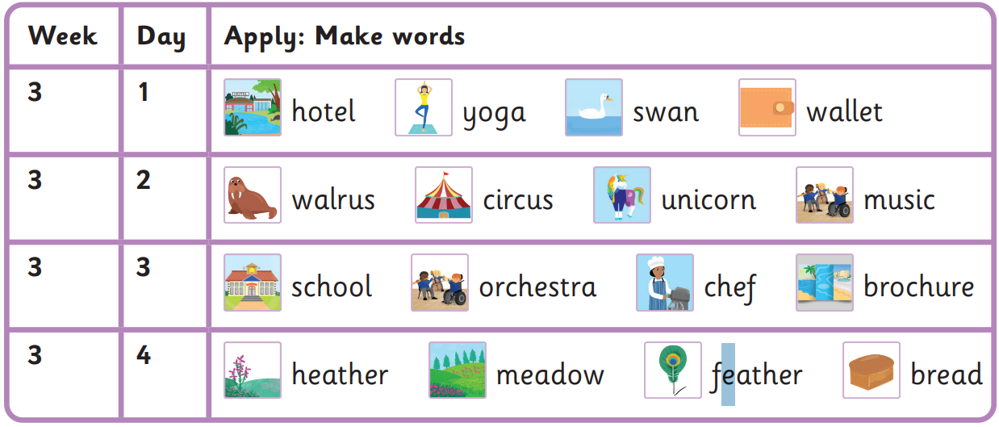 Week Day Apply: Make words
3 1 HOTEL hotel yoga swan wallet
3 2 walrus circus unicorn music
3 3 school orchestra chef brochure
3 4 heather meadow feather bread